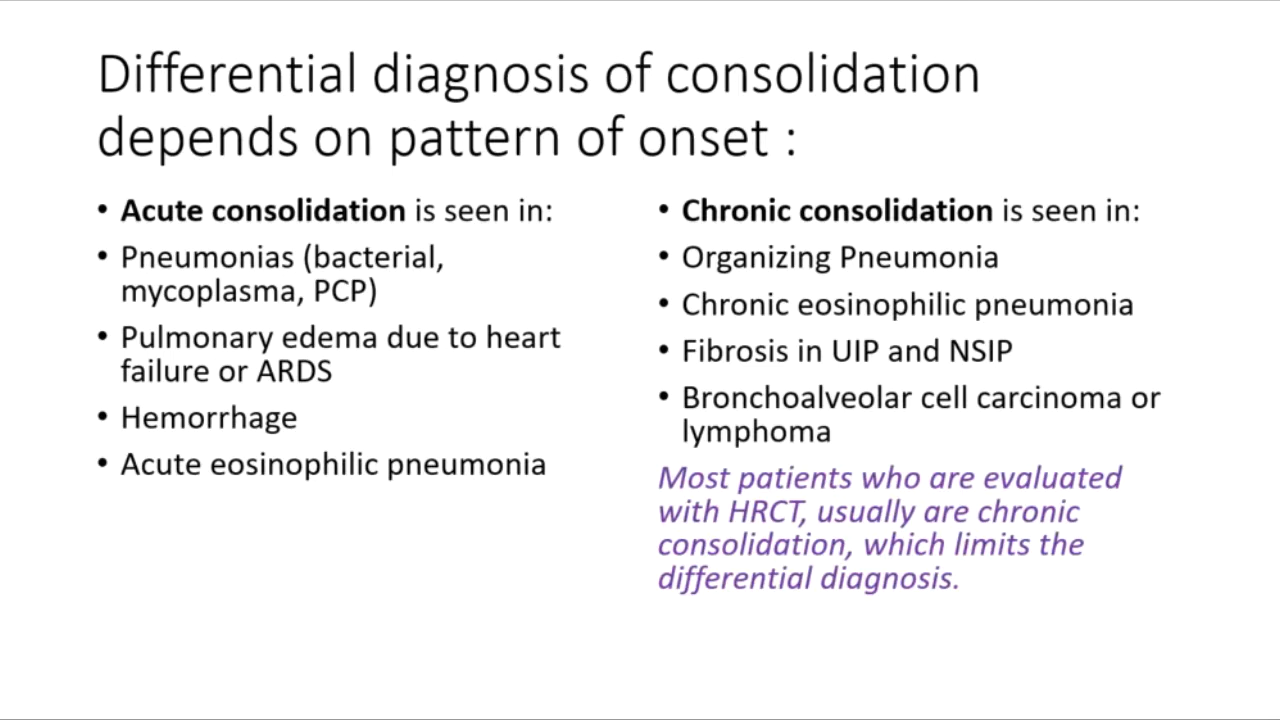 Differential diagnosis of consolidation
depends on pattern of onset :
• Acute consolidation is seen in:
• Pneumonias (bacterial,
mycoplasma, PCP)
• Pulmonary edema due to heart
failure or ARDS
• Hemorrhage
• Acute eosinophilic pneumonia
• Chronic consolidation is seen in:
• Organizing Pneumonia
• Chronic eosinophilic pneumonia
• Fibrosis in UIP and NSIP
• Bronchoalveolar cell carcinoma or
lymphoma
Most patients who are evaluated
with HRCT, usually are chronic
consolidation, which limits the
differential diagnosis.